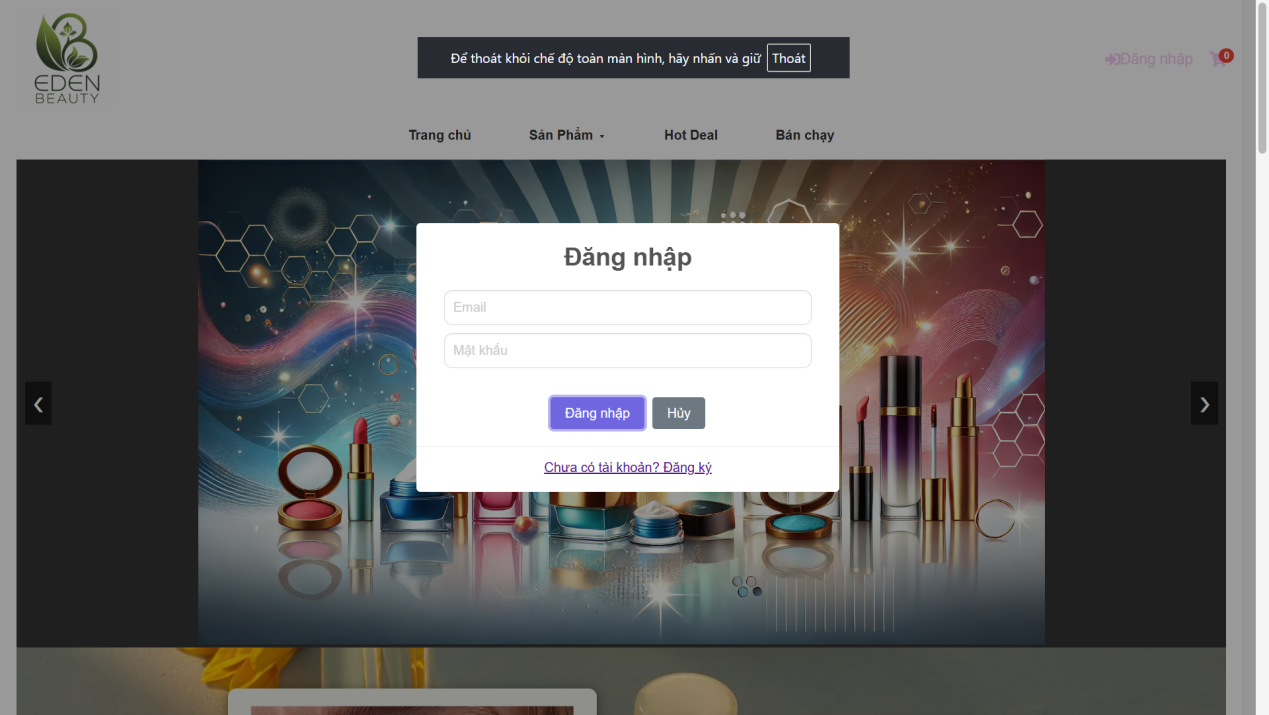 EDEN
BEAUTY
Để thoát khỏi chế độ toàn màn hình, hãy nhấn và giữ Thoát
Đăng nhập
0
Trang chủ
Sản Phẩm
Hot Deal
Bán chạy
Đăng nhập
Email
Mật khẩu
Đăng nhập
Hủy
Chưa có tài khoản? Đăng ký